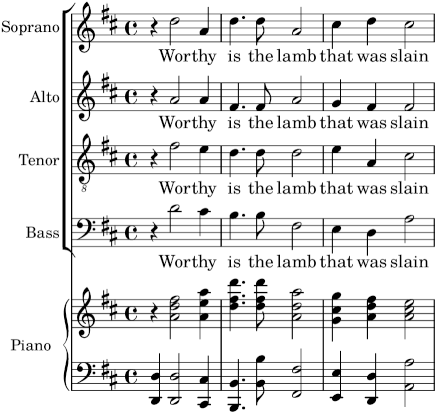 Soprano
Worthy is the lamb that was slain
Alto
Worthy is the lamb that was slain
Tenor
8
Worthy is the lamb that was slain
Bass
Worthy is the lamb that was slain
Piano